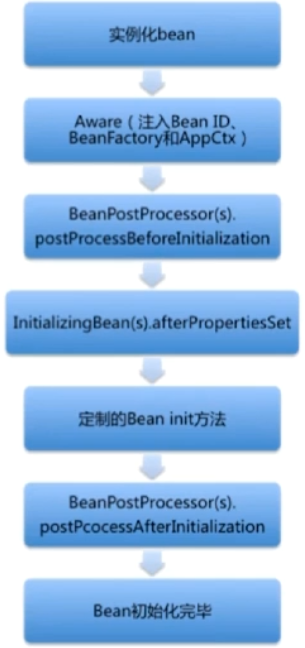 实例化bean
Aware（注入Bean ID、
BeanFactory和AppCtx）
BeanPostProcessor(s).
postProcessBeforeInitialization
InitializingBean(s).afterPropertiesSet
定制的Bean init方法
BeanPostProcessor(s).
postPcocessAfterInitialization
Bean初始化完毕